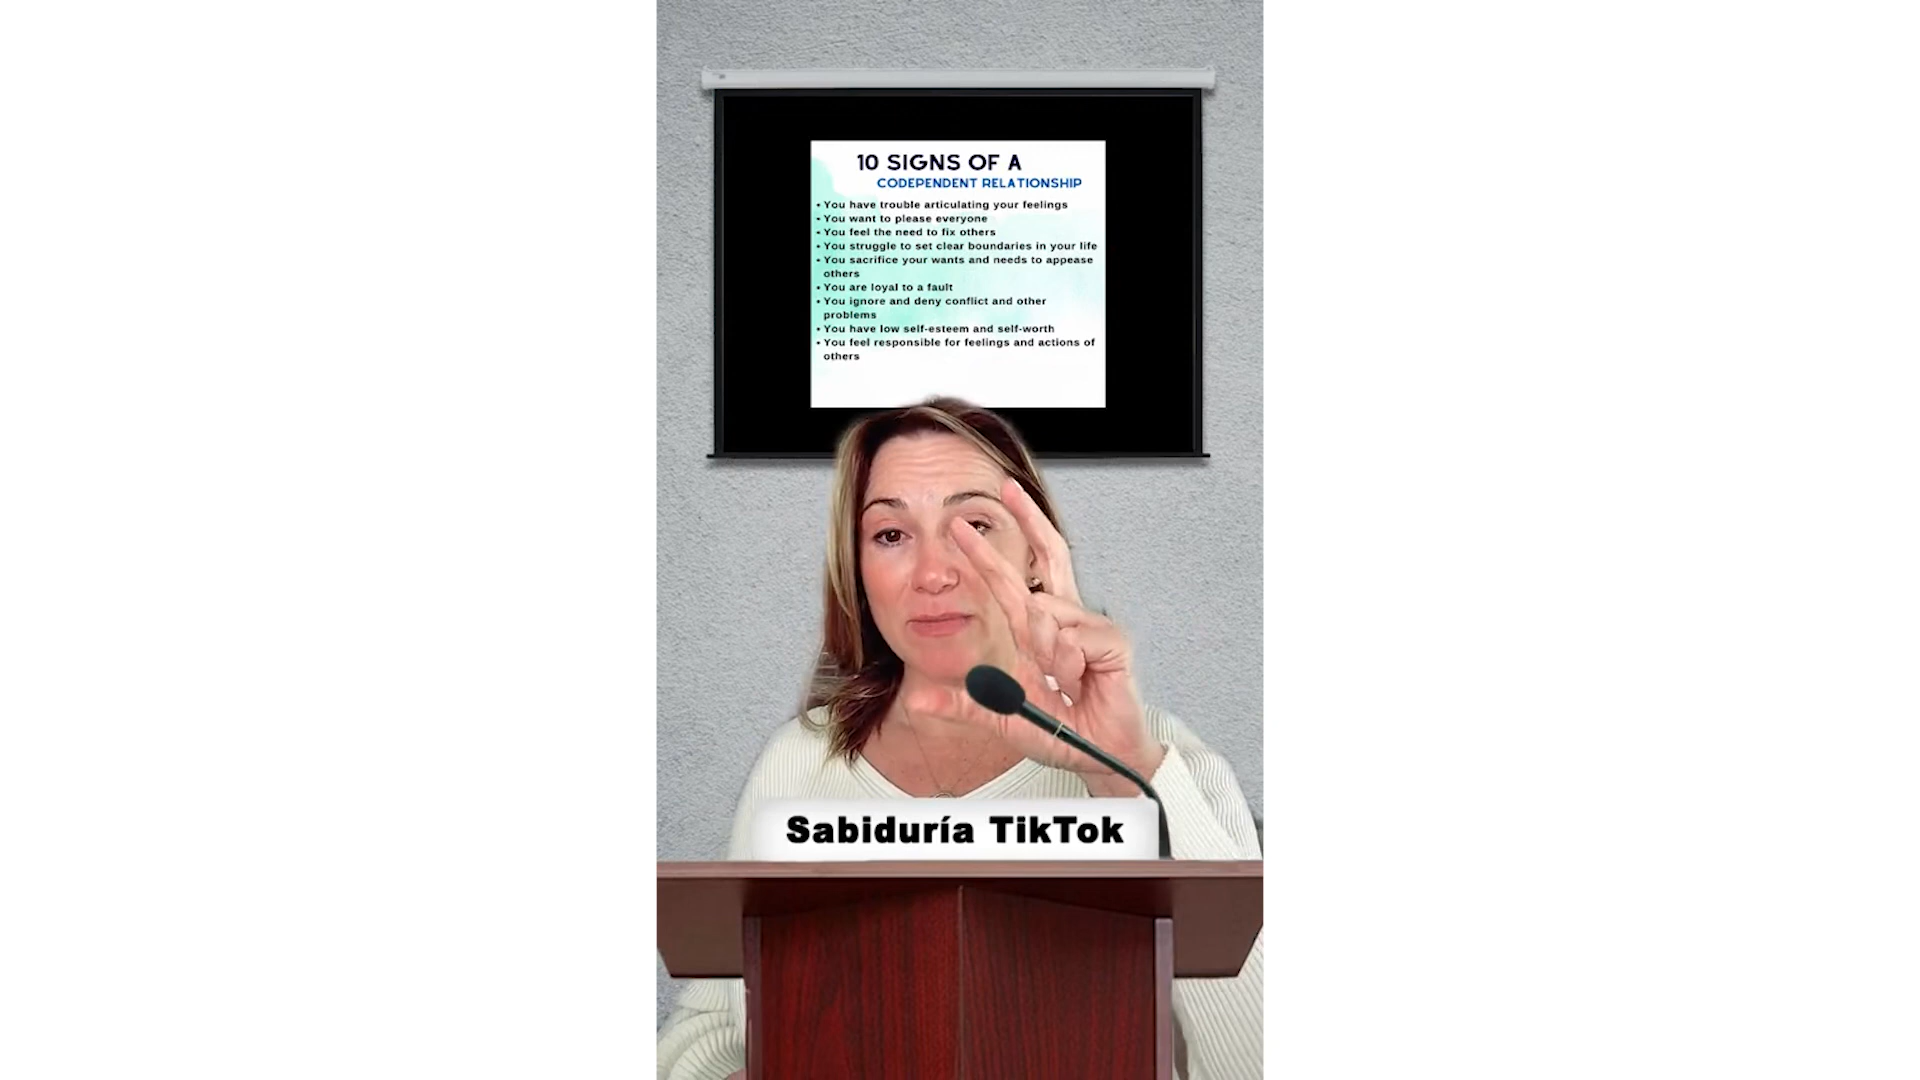 10 SIGNS OF A
CODEPENDENT RELATIONSHIP
• You have trouble articulating your feelings
• You want to please everyone
• You feel the need to fix others
• You struggle to set clear boundaries in your life
• You sacrifice your wants and needs to appease
others
• You are loyal to a fault
• You ignore and deny conflict and other
problems
• You have low self-esteem and self-worth
• You feel responsible for feelings and actions of
others
Sabiduría TikTok